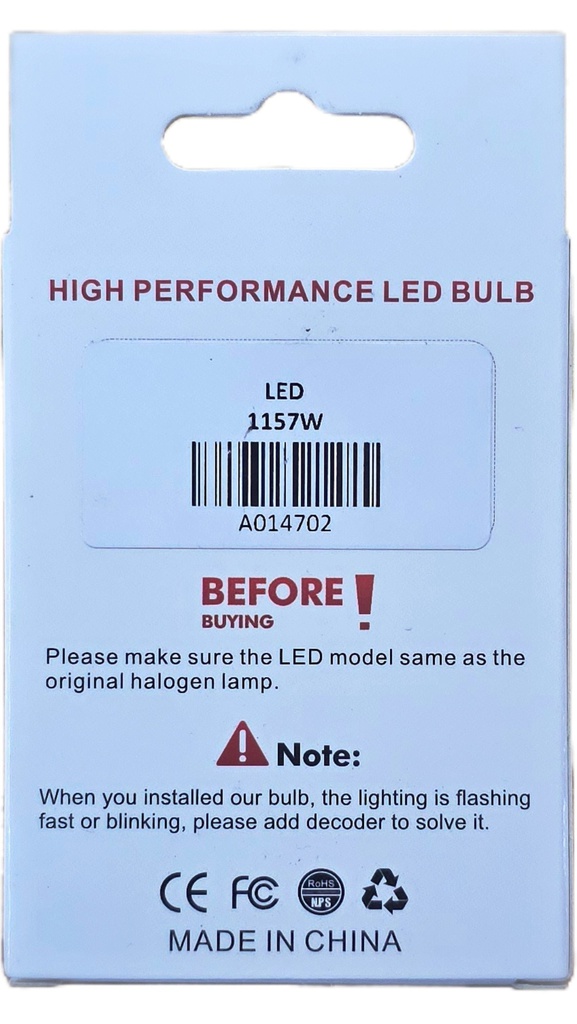 HIGH PERFORMANCE LED BULB
LED
1157W
A014702
BEFORE!
BUYING
Please make sure the LED model same as the
original halogen lamp.
Note:
When you installed our bulb, the lighting is flashing
fast or blinking, please add decoder to solve it.
CE FC RoHS
NPS
MADE IN CHINA